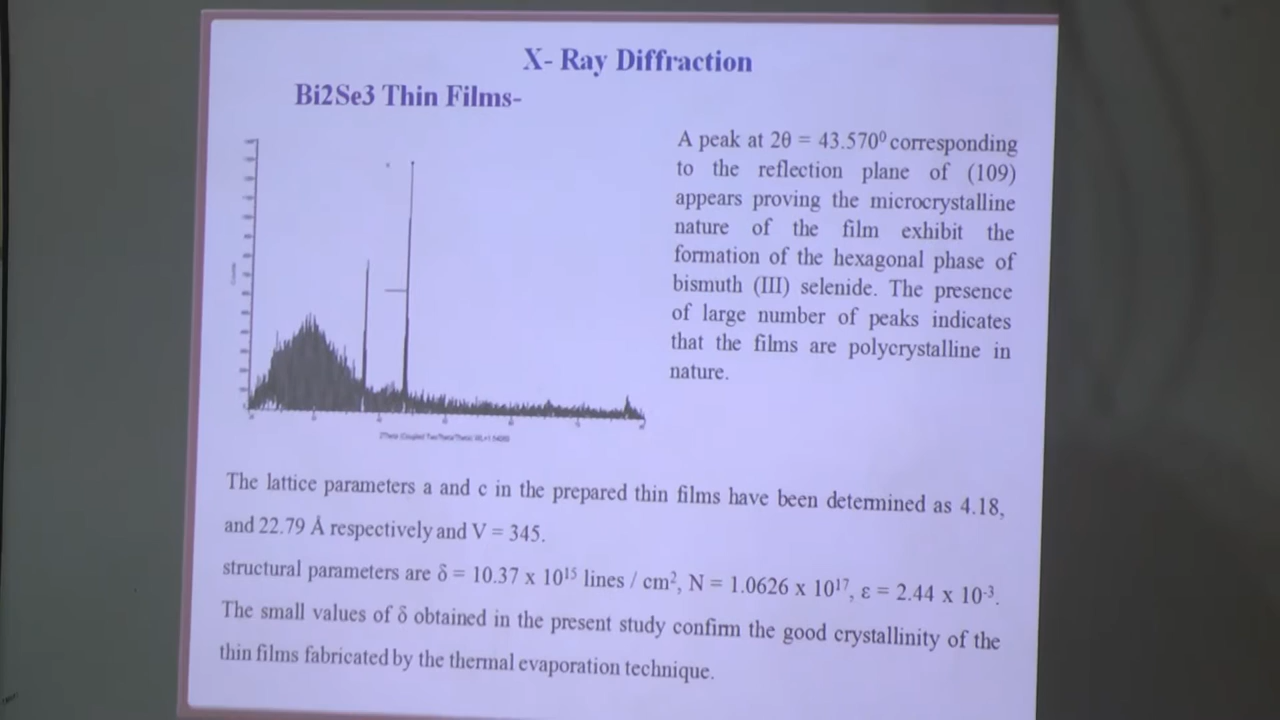 X- Ray Diffraction
Bi2Se3 Thin Films-
A peak at 2θ = 43.570⁰ corresponding
to the reflection plane of (109)
appears proving the microcrystalline
nature of the film exhibit the
formation of the hexagonal phase of
bismuth (III) selenide. The presence
of large number of peaks indicates
that the films are polycrystalline in
nature.
The lattice parameters a and c in the prepared thin films have been determined as 4.18,
and 22.79 Å respectively and V = 345.
structural parameters are δ = 10.37 x 10¹⁵ lines / cm², N = 1.0626 x 10¹⁷, ε = 2.44 x 10⁻³.
The small values of δ obtained in the present study confirm the good crystallinity of the
thin films fabricated by the thermal evaporation technique.